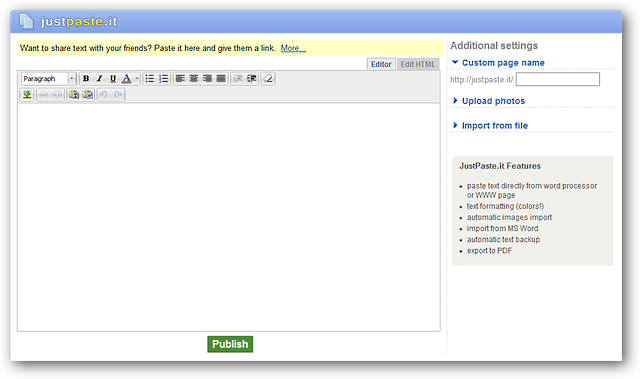 justpaste.it
Want to share text with your friends? Paste it here and give them a link. More...
Editor Edit HTML
Paragraph B I U A
Publish
Additional settings
Custom page name
http://justpaste.it/
Upload photos
Import from file
JustPaste.it Features
paste text directly from word processor
or WWW page
text formatting (colors!)
automatic images import
import from MS Word
automatic text backup
export to PDF